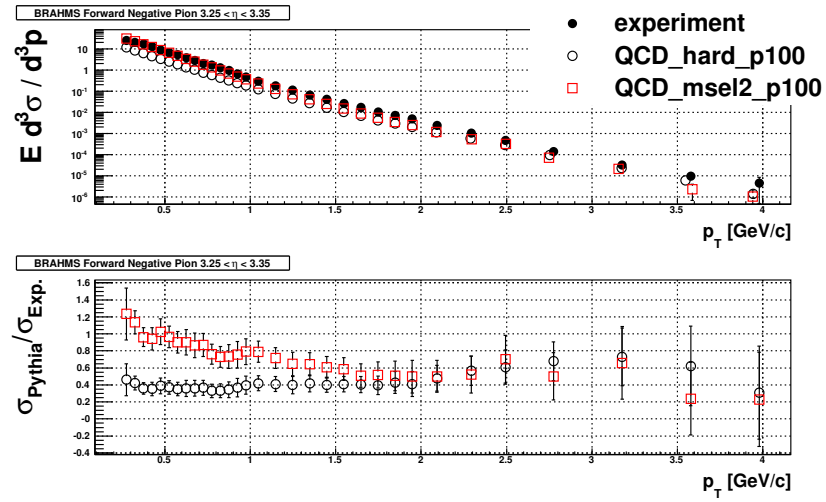 BRAHMS Forward Negative Pion 3.25 < η < 3.35
experiment
QCD_hard_p100
QCD_msel2_p100
E d³σ / d³p
10
1
10⁻¹
10⁻²
10⁻³
10⁻⁴
10⁻⁵
10⁻⁶
0.5 1 1.5 2 2.5 3 3.5 4
p_T [GeV/c]
BRAHMS Forward Negative Pion 3.25 < η < 3.35
σ_Pythia/σ_Exp.
1.6
1.4
1.2
1
0.8
0.6
0.4
0.2
-0
-0.2
-0.4
0.5 1 1.5 2 2.5 3 3.5 4
p_T [GeV/c]